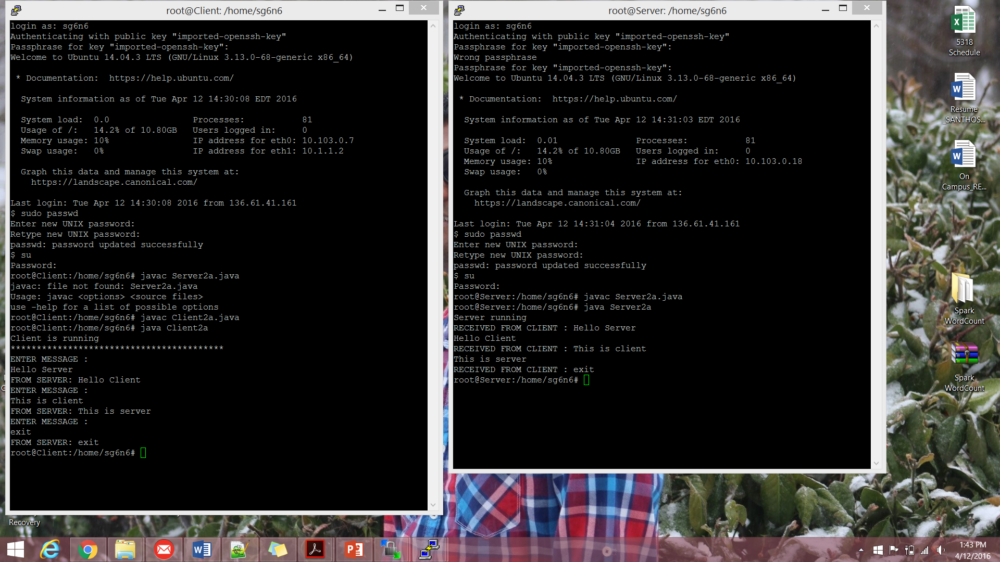 root@Client: /home/sg6n6
login as: sg6n6
Authenticating with public key "imported-openssh-key"
Passphrase for key "imported-openssh-key":
Welcome to Ubuntu 14.04.3 LTS (GNU/Linux 3.13.0-68-generic x86_64)
* Documentation:  https://help.ubuntu.com/
System information as of Tue Apr 12 14:30:08 EDT 2016
System load:  0.0                Processes:           81
Usage of /:   14.2% of 10.80GB   Users logged in:     0
Memory usage: 10%                IP address for eth0: 10.103.0.7
Swap usage:   0%                 IP address for eth1: 10.1.1.2
Graph this data and manage this system at:
https://landscape.canonical.com/
Last login: Tue Apr 12 14:30:08 2016 from 136.61.41.161
$ sudo passwd
Enter new UNIX password:
Retype new UNIX password:
passwd: password updated successfully
$ su
Password:
root@Client:/home/sg6n6# javac Server2a.java
javac: file not found: Server2a.java
Usage: javac <options> <source files>
use -help for a list of possible options
root@Client:/home/sg6n6# javac Client2a.java
root@Client:/home/sg6n6# java Client2a
Client is running
*****************************************
ENTER MESSAGE :
Hello Server
FROM SERVER: Hello Client
ENTER MESSAGE :
This is client
FROM SERVER: This is server
ENTER MESSAGE :
exit
FROM SERVER: exit
root@Client:/home/sg6n6#
root@Server: /home/sg6n6
login as: sg6n6
Authenticating with public key "imported-openssh-key"
Passphrase for key "imported-openssh-key":
Wrong passphrase
Passphrase for key "imported-openssh-key":
Welcome to Ubuntu 14.04.3 LTS (GNU/Linux 3.13.0-68-generic x86_64)
* Documentation:  https://help.ubuntu.com/
System information as of Tue Apr 12 14:31:03 EDT 2016
System load:  0.01               Processes:           81
Usage of /:   14.2% of 10.80GB   Users logged in:     0
Memory usage: 10%                IP address for eth0: 10.103.0.18
Swap usage:   0%
Graph this data and manage this system at:
https://landscape.canonical.com/
Last login: Tue Apr 12 14:31:04 2016 from 136.61.41.161
$ sudo passwd
Enter new UNIX password:
Retype new UNIX password:
passwd: password updated successfully
$ su
Password:
root@Server:/home/sg6n6# javac Server2a.java
root@Server:/home/sg6n6# java Server2a
Server running
RECEIVED FROM CLIENT : Hello Server
Hello Client
RECEIVED FROM CLIENT : This is client
This is server
RECEIVED FROM CLIENT : exit
root@Server:/home/sg6n6#
5318
Schedule
Resume
_SANTHOS...
On
Campus_RE...
Spark
WordCount
Spark
WordCount
Recovery
1:43 PM
4/12/2016